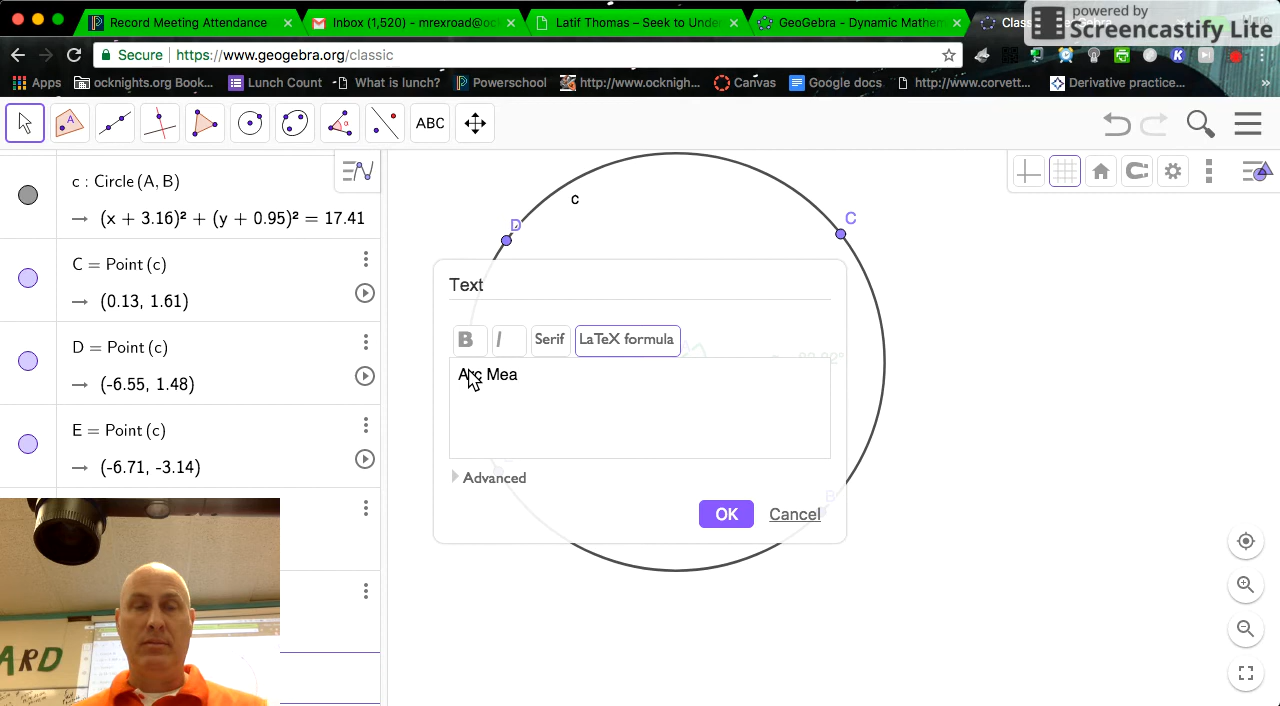 powered by
Screencastify Lite
Record Meeting Attendance
Inbox (1,520) – mrexroad@oc
Latif Thomas – Seek to Under
GeoGebra - Dynamic Mathem
Secure | https://www.geogebra.org/classic
Apps
ocknights.org Book...
Lunch Count
What is lunch?
Powerschool
http://www.ocknigh...
Canvas
Google docs
http://www.corvett...
Derivative practice...
»
ABC
c : Circle (A, B)
→ (x + 3.16)² + (y + 0.95)² = 17.41
C = Point (c)
→ (0.13, 1.61)
D = Point (c)
→ (-6.55, 1.48)
E = Point (c)
→ (-6.71, -3.14)
c
D
C
Text
B I Serif LaTeX formula
Arc Mea
Advanced
OK Cancel
B
ARD